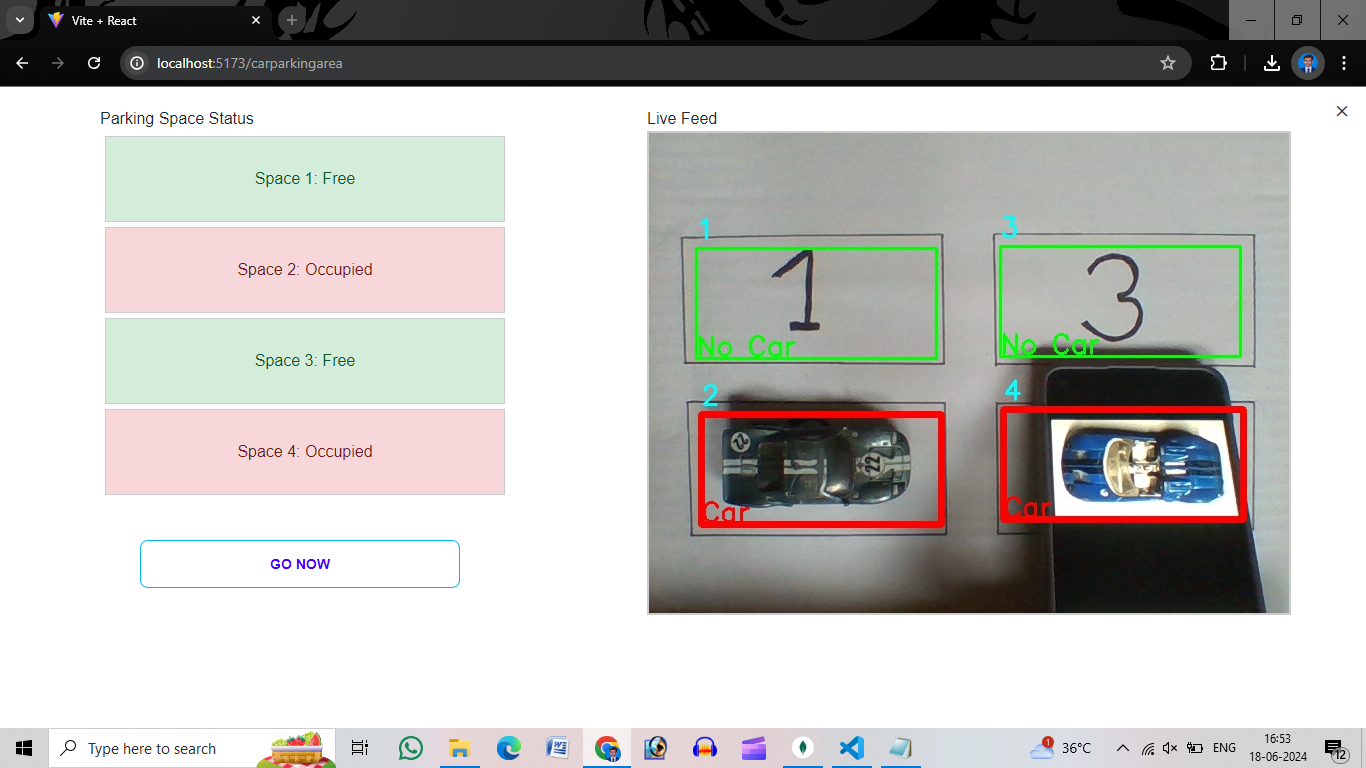 Vite + React
localhost:5173/carparkingarea
Parking Space Status
Space 1: Free
Space 2: Occupied
Space 3: Free
Space 4: Occupied
GO NOW
Live Feed
1
3
1
3
No Car
No Car
2
4
22
22
Car
Car
Type here to search
W
1
36°C
ENG
16:53
18-06-2024
12